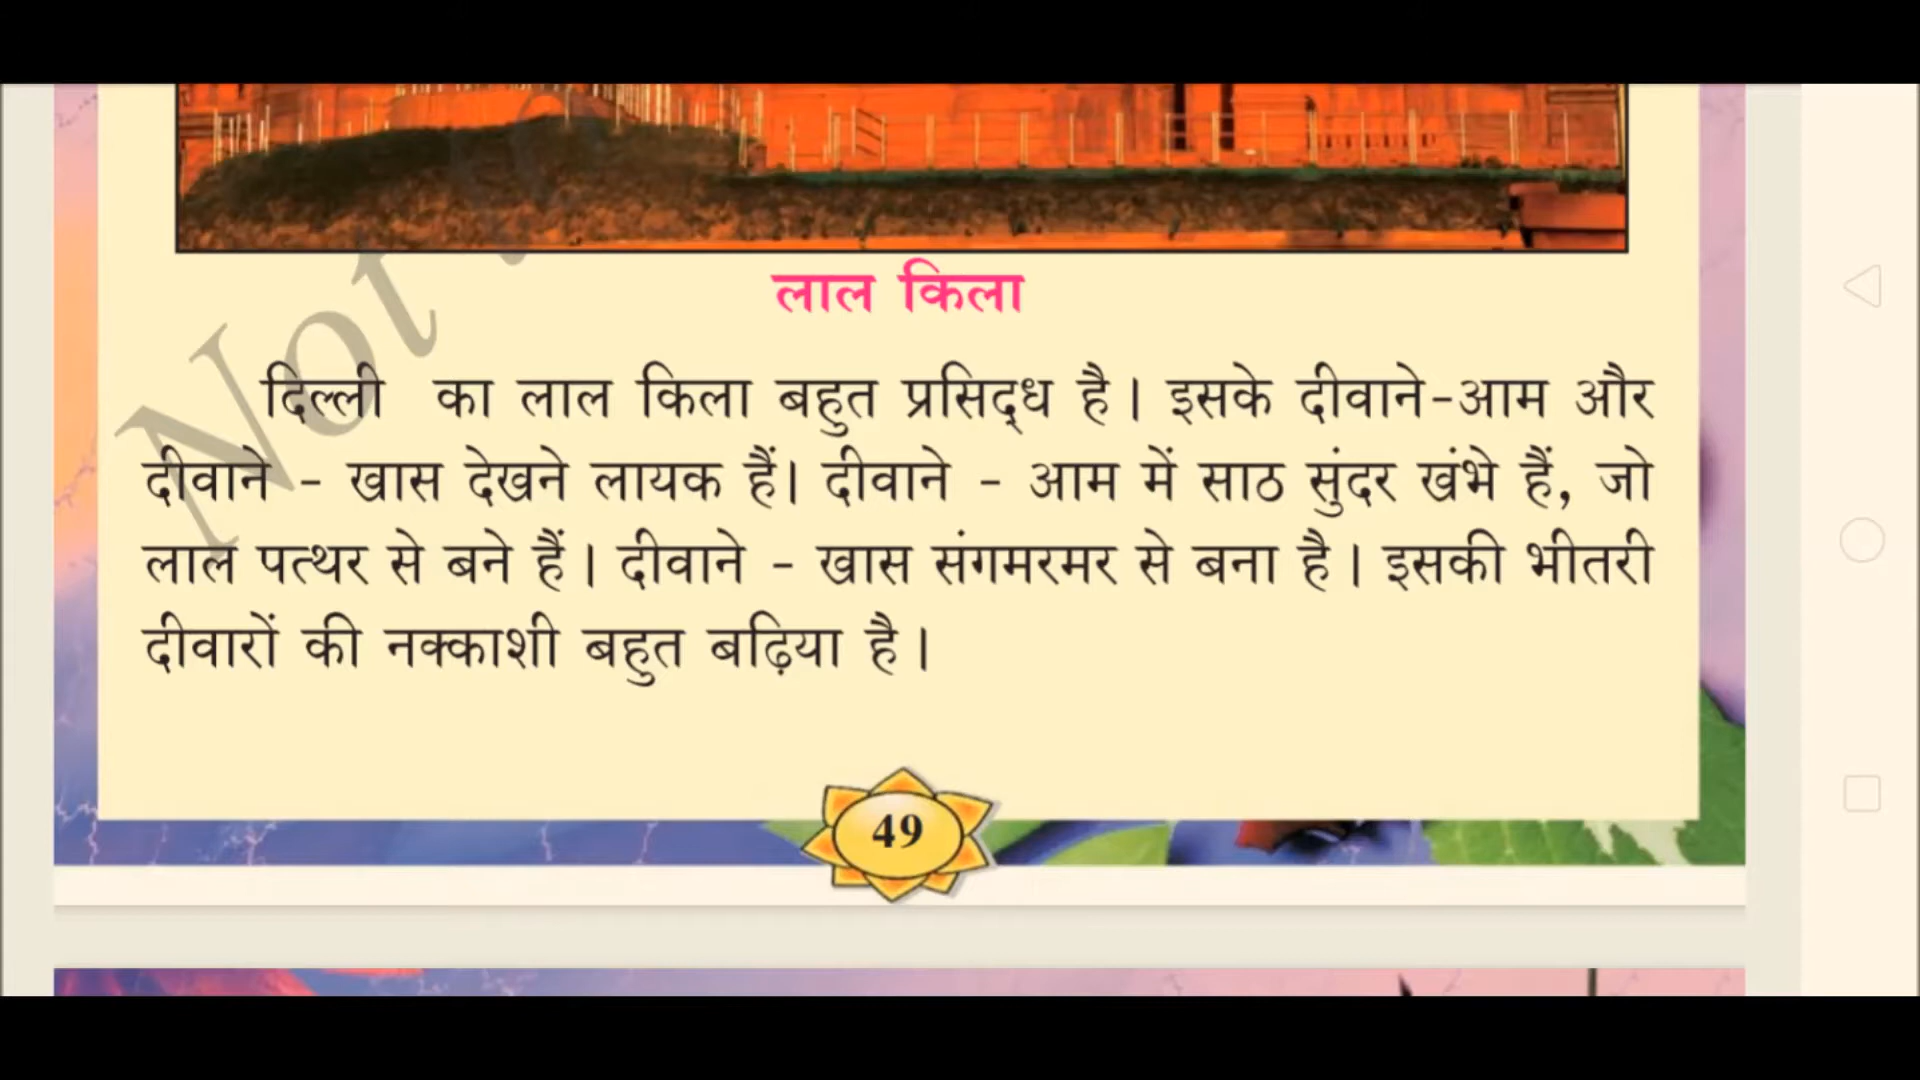 लाल किला
दिल्ली का लाल किला बहुत प्रसिद्ध है। इसके दीवाने-आम और
दीवाने - खास देखने लायक हैं। दीवाने - आम में साठ सुंदर खंभे हैं, जो
लाल पत्थर से बने हैं। दीवाने - खास संगमरमर से बना है। इसकी भीतरी
दीवारों की नक्काशी बहुत बढ़िया है।
49
Not